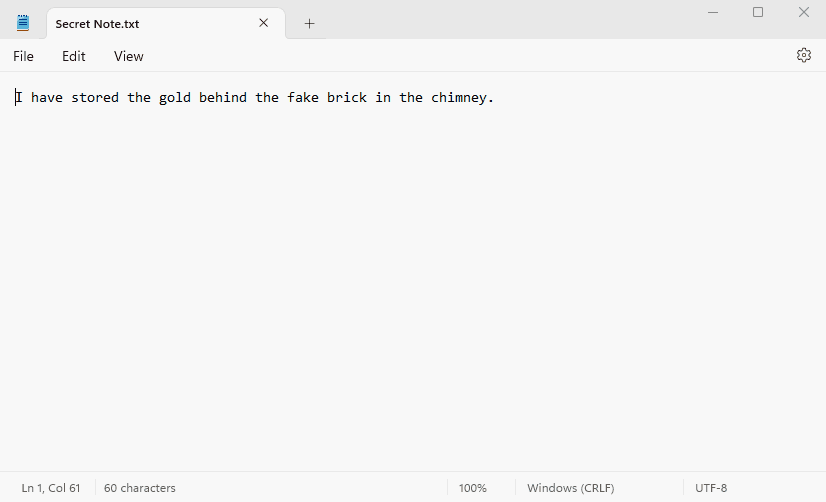 Secret Note.txt
File Edit View
I have stored the gold behind the fake brick in the chimney.
Ln 1, Col 61 60 characters 100% Windows (CRLF) UTF-8